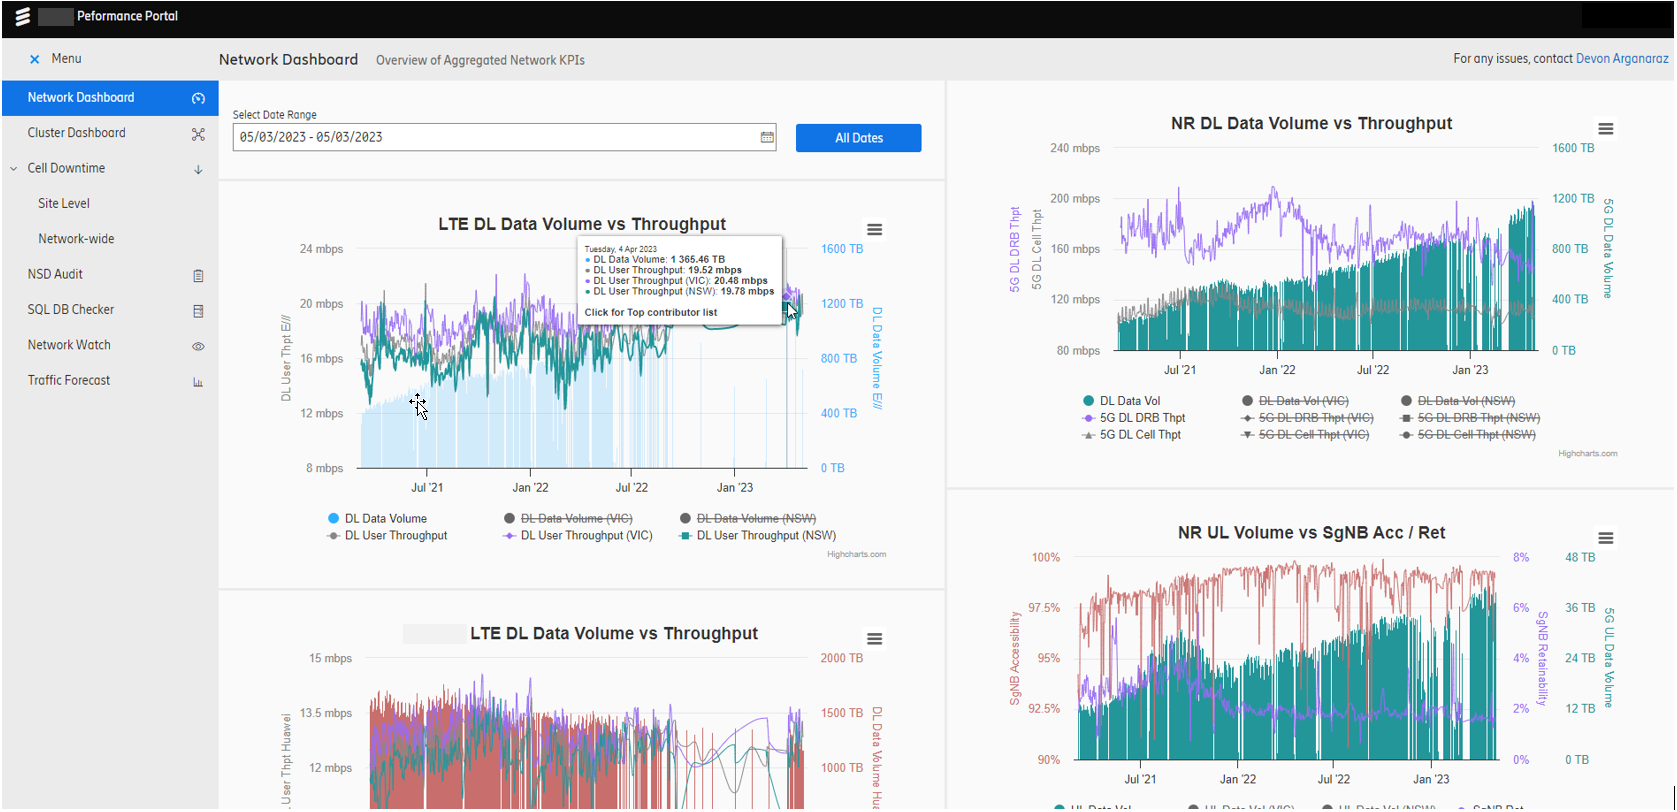 Peformance Portal
Menu
Network Dashboard Overview of Aggregated Network KPIs
For any issues, contact Devon Arganaraz
Network Dashboard
Cluster Dashboard
Cell Downtime
Site Level
Network-wide
NSD Audit
SQL DB Checker
Network Watch
Traffic Forecast
Select Date Range
05/03/2023 - 05/03/2023
All Dates
LTE DL Data Volume vs Throughput
24 mbps
20 mbps
16 mbps
12 mbps
8 mbps
DL User Thpt E///
1600 TB
1200 TB
800 TB
400 TB
0 TB
DL Data Volume E///
Tuesday, 4 Apr 2023
DL Data Volume: 1 365.46 TB
DL User Throughput: 19.52 mbps
DL User Throughput (VIC): 20.48 mbps
DL User Throughput (NSW): 19.78 mbps
Click for Top contributor list
Jul '21 Jan '22 Jul '22 Jan '23
DL Data Volume DL Data Volume (VIC) DL Data Volume (NSW)
DL User Throughput DL User Throughput (VIC) DL User Throughput (NSW)
Highcharts.com
LTE DL Data Volume vs Throughput
15 mbps
13.5 mbps
12 mbps
User Thpt Huawei
2000 TB
1500 TB
1000 TB
DL Data Volume
NR DL Data Volume vs Throughput
5G DL DRB Thpt
5G DL Cell Thpt
240 mbps
200 mbps
160 mbps
120 mbps
80 mbps
1600 TB
1200 TB
800 TB
400 TB
0 TB
5G DL Data Volume
Jul '21 Jan '22 Jul '22 Jan '23
DL Data Vol DL Data Vol (VIC) DL Data Vol (NSW)
5G DL DRB Thpt 5G DL DRB Thpt (VIC) 5G DL DRB Thpt (NSW)
5G DL Cell Thpt 5G DL Cell Thpt (VIC) 5G DL Cell Thpt (NSW)
Highcharts.com
NR UL Volume vs SgNB Acc / Ret
SgNB Accessibility
100%
97.5%
95%
92.5%
90%
8%
6%
4%
2%
0%
SgNB Retainability
48 TB
36 TB
24 TB
12 TB
0 TB
5G UL Data Volume
Jul '21 Jan '22 Jul '22 Jan '23
UL Data Vol UL Data Vol (VIC) UL Data Vol (NSW) SgNB Ret